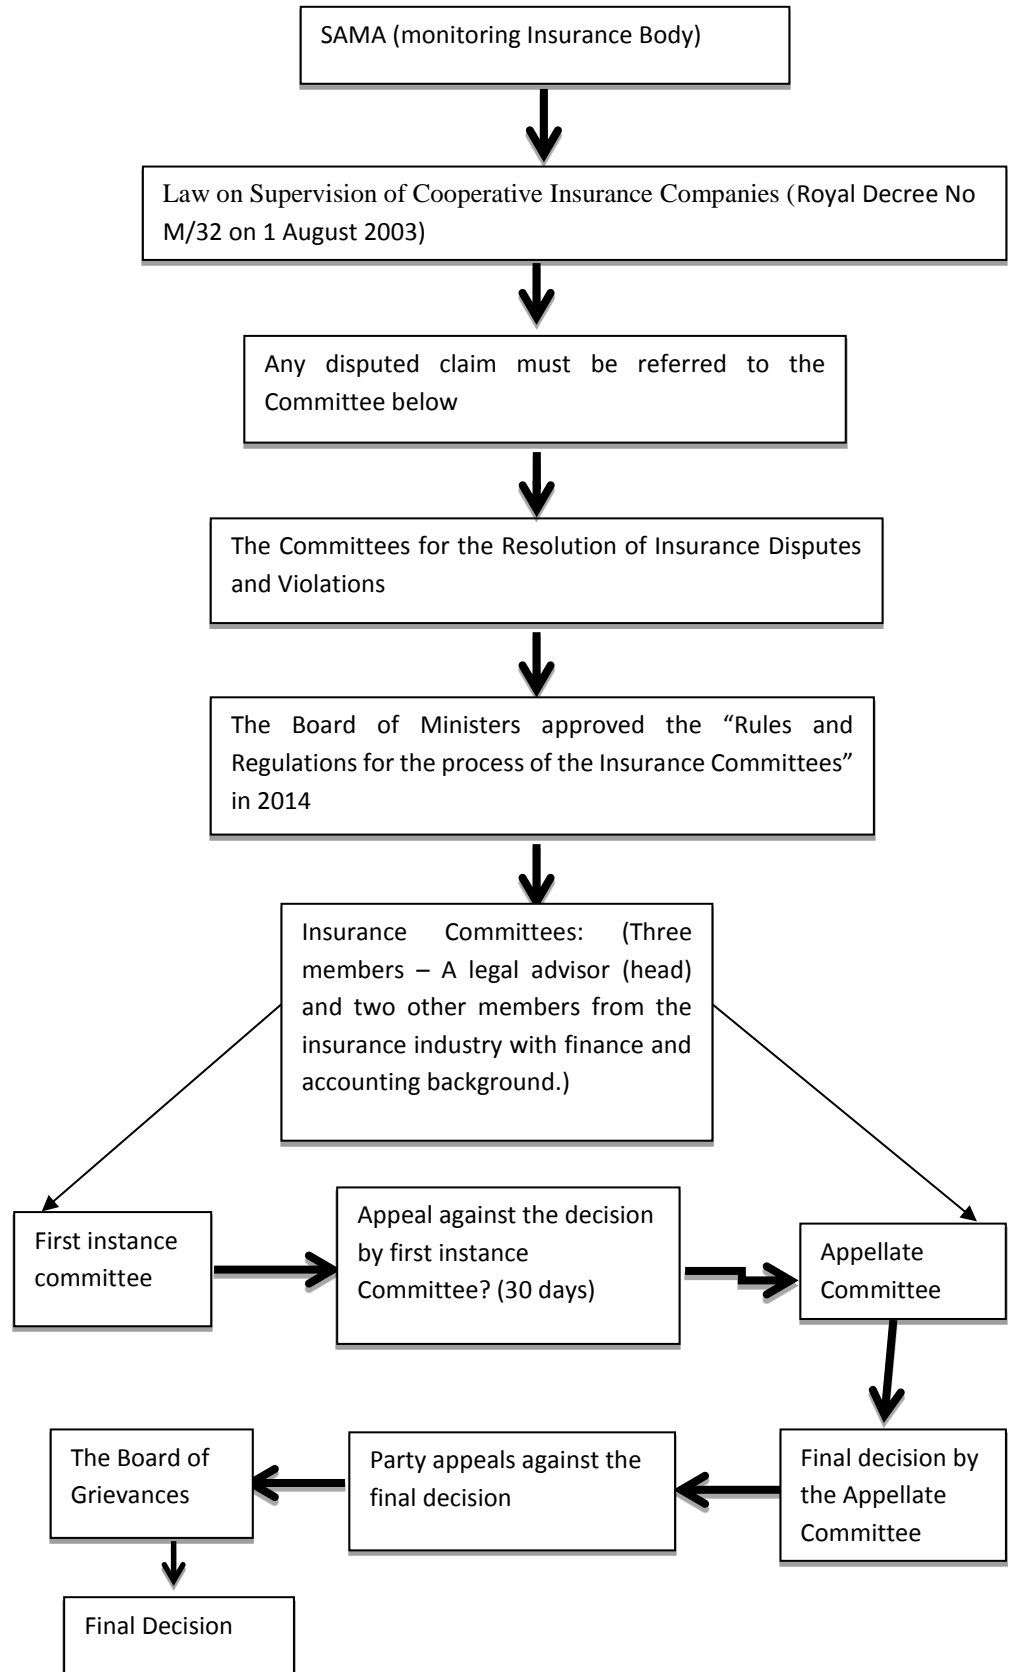 SAMA (monitoring Insurance Body)
Law on Supervision of Cooperative Insurance Companies (Royal Decree No
M/32 on 1 August 2003)
Any disputed claim must be referred to the
Committee below
The Committees for the Resolution of Insurance Disputes
and Violations
The Board of Ministers approved the “Rules and
Regulations for the process of the Insurance Committees”
in 2014
Insurance Committees: (Three
members – A legal advisor (head)
and two other members from the
insurance industry with finance and
accounting background.)
First instance
committee
Appeal against the decision
by first instance
Committee? (30 days)
Appellate
Committee
The Board of
Grievances
Party appeals against the
final decision
Final decision by
the Appellate
Committee
Final Decision